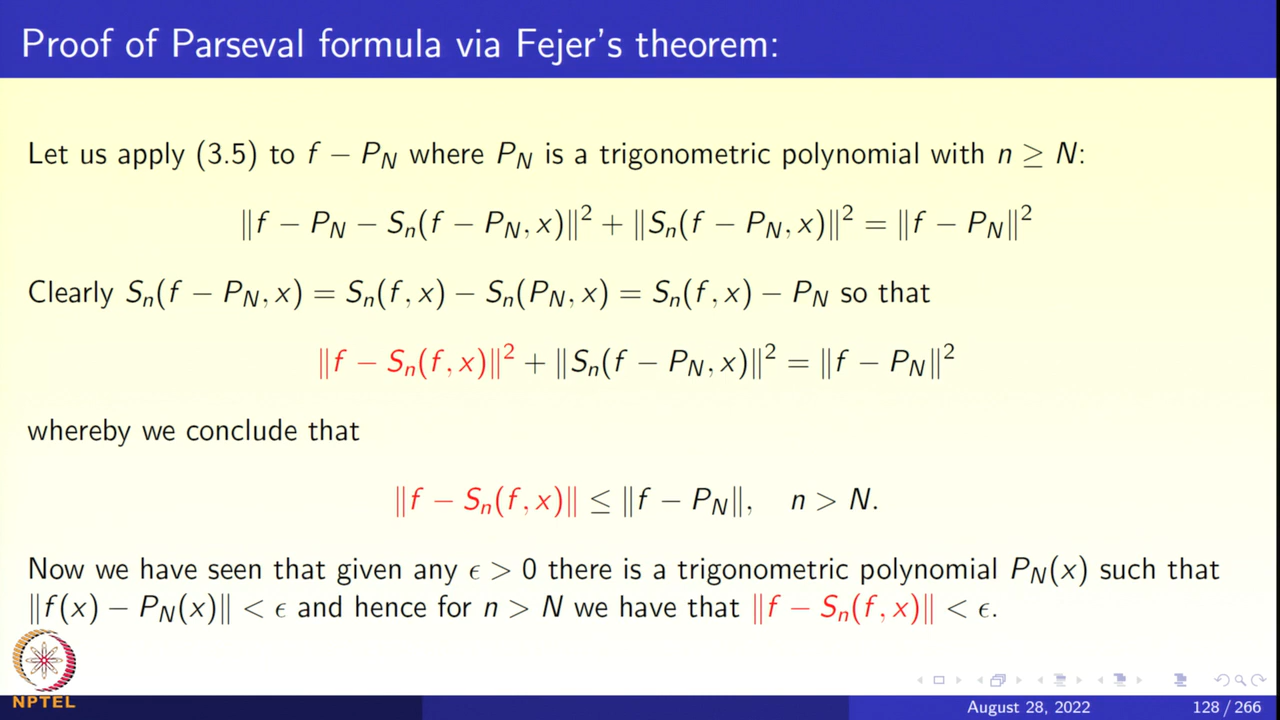 Proof of Parseval formula via Fejer's theorem:
Let us apply (3.5) to f − P_N where P_N is a trigonometric polynomial with n ≥ N:
‖f − P_N − S_n(f − P_N, x)‖² + ‖S_n(f − P_N, x)‖² = ‖f − P_N‖²
Clearly S_n(f − P_N, x) = S_n(f, x) − S_n(P_N, x) = S_n(f, x) − P_N so that
‖f − S_n(f, x)‖² + ‖S_n(f − P_N, x)‖² = ‖f − P_N‖²
whereby we conclude that
‖f − S_n(f, x)‖ ≤ ‖f − P_N‖, n > N.
Now we have seen that given any ϵ > 0 there is a trigonometric polynomial P_N(x) such that
‖f(x) − P_N(x)‖ < ϵ and hence for n > N we have that ‖f − S_n(f, x)‖ < ϵ.
NPTEL
August 28, 2022 128 / 266